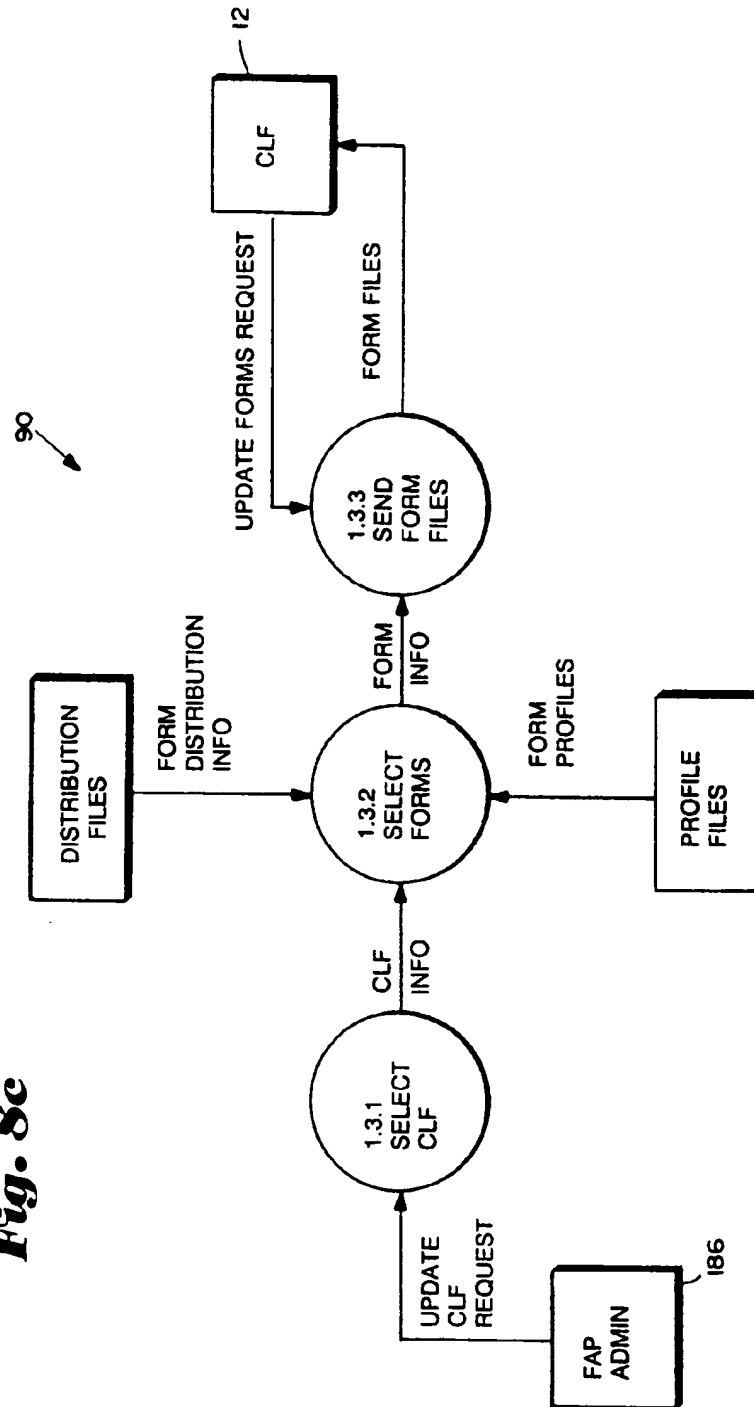 Fig. 8c
90
FAP
ADMIN
186
UPDATE
CLF
REQUEST
1.3.1
SELECT
CLF
CLF
INFO
DISTRIBUTION
FILES
FORM
DISTRIBUTION
INFO
1.3.2
SELECT
FORMS
FORM
PROFILES
PROFILE
FILES
FORM
INFO
1.3.3
SEND
FORM
FILES
UPDATE FORMS REQUEST
FORM FILES
CLF
12